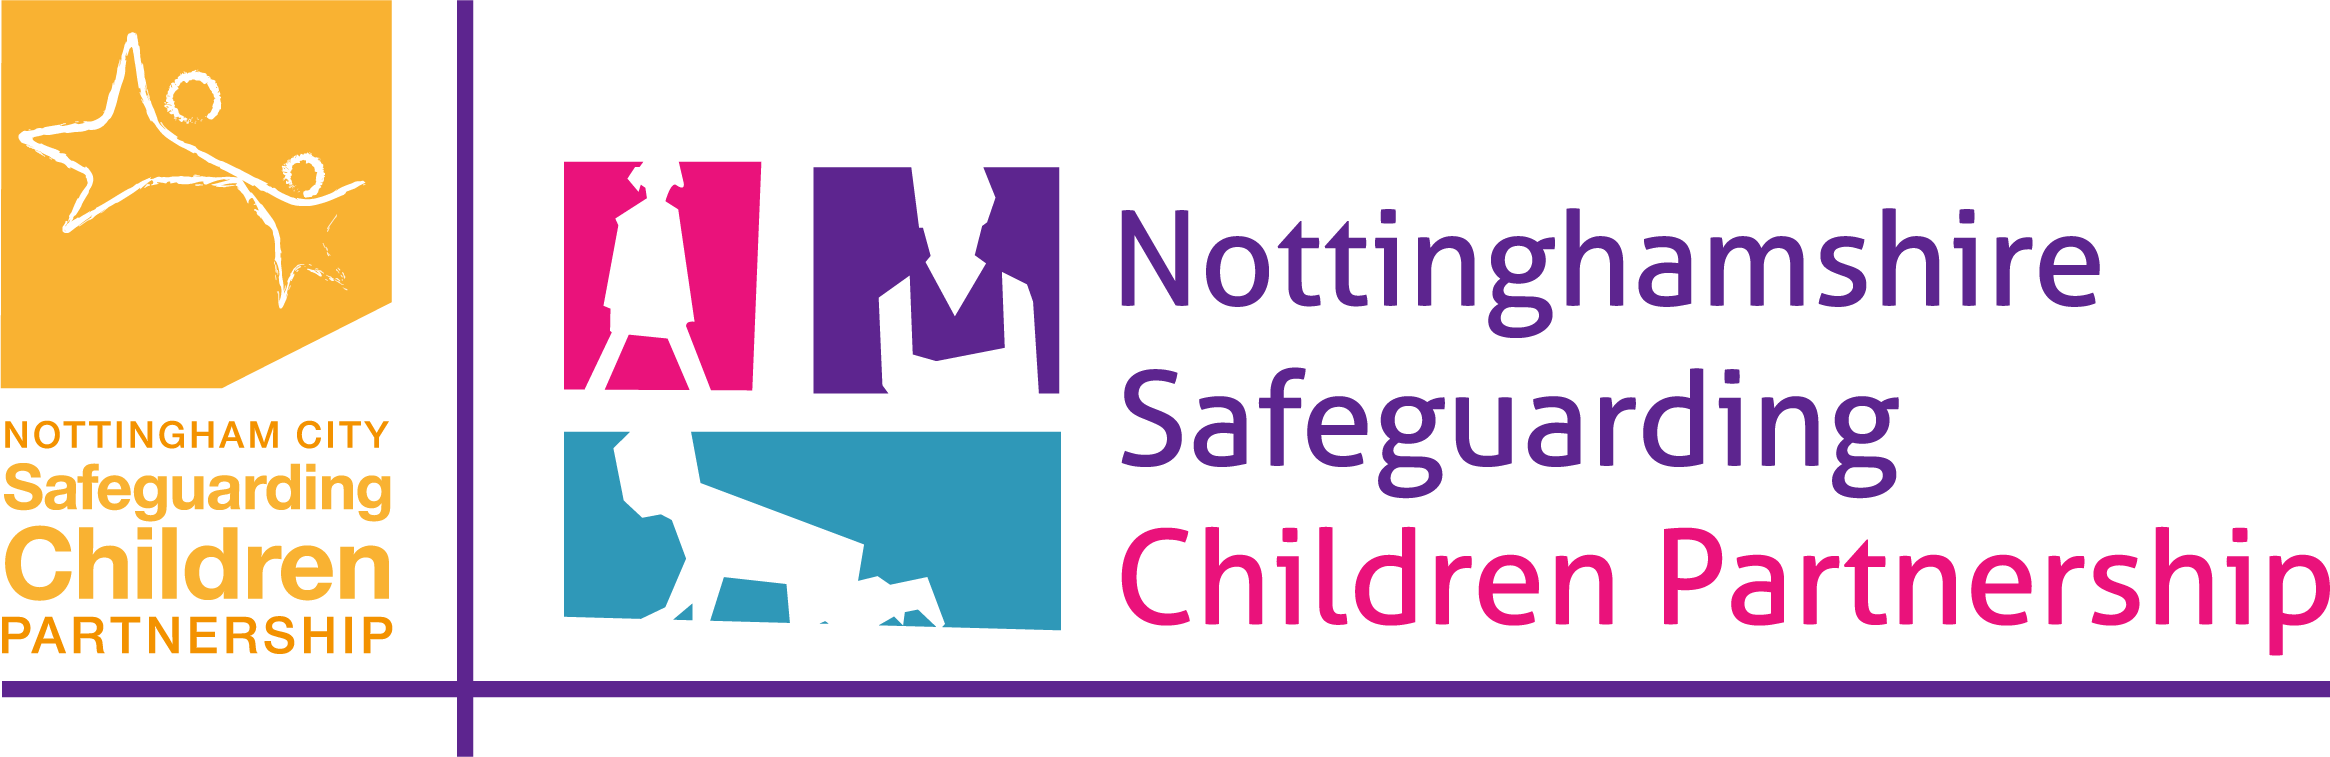 NOTTINGHAM CITY
Safeguarding
Children
PARTNERSHIP
Nottinghamshire
Safeguarding
Children Partnership